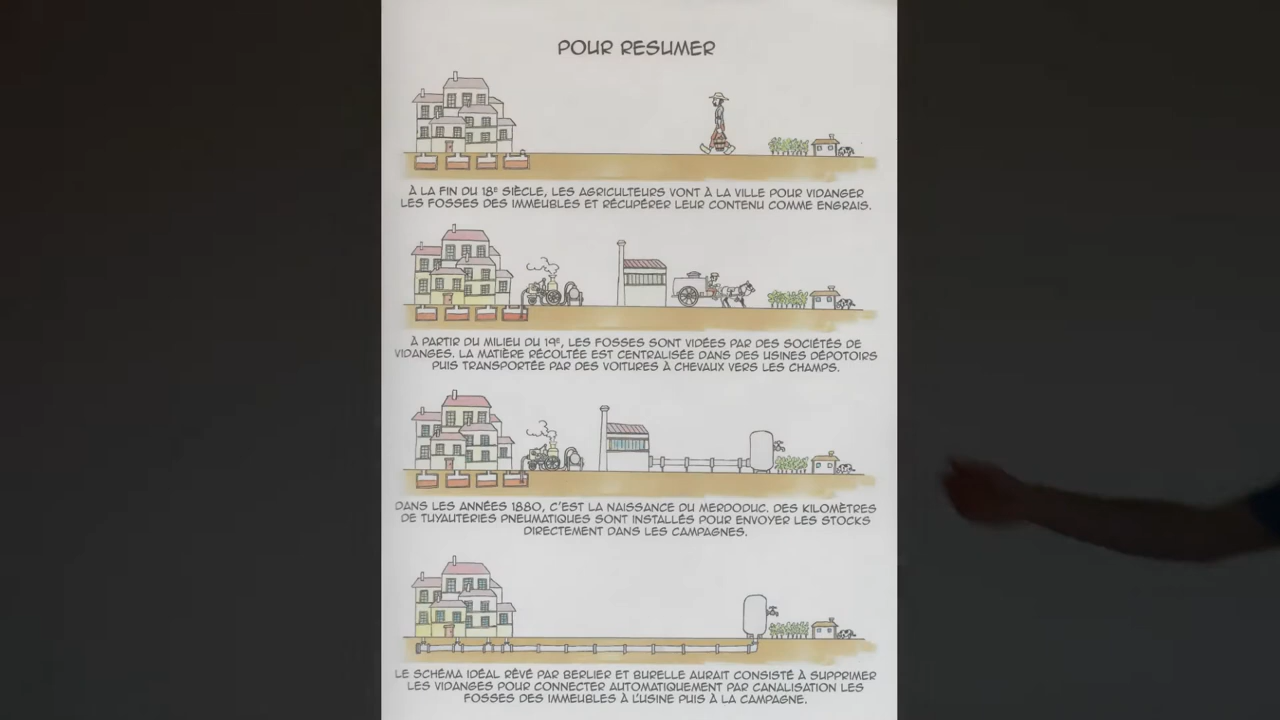 POUR RESUMER
À LA FIN DU 18E SIÈCLE, LES AGRICULTEURS VONT À LA VILLE POUR VIDANGER
LES FOSSES DES IMMEUBLES ET RÉCUPÉRER LEUR CONTENU COMME ENGRAIS.
À PARTIR DU MILIEU DU 19E, LES FOSSES SONT VIDÉES PAR DES SOCIÉTÉS DE
VIDANGES. LA MATIÈRE RÉCOLTÉE EST CENTRALISÉE DANS DES USINES DÉPOTOIRS
PUIS TRANSPORTÉE PAR DES VOITURES À CHEVAUX VERS LES CHAMPS.
DANS LES ANNÉES 1880, C'EST LA NAISSANCE DU MERDODUC. DES KILOMÈTRES
DE TUYAUTERIES PNEUMATIQUES SONT INSTALLÉS POUR ENVOYER LES STOCKS
DIRECTEMENT DANS LES CAMPAGNES.
LE SCHÉMA IDÉAL RÊVÉ PAR BERLIER ET BURELLE AURAIT CONSISTÉ À SUPPRIMER
LES VIDANGES POUR CONNECTER AUTOMATIQUEMENT PAR CANALISATION LES
FOSSES DES IMMEUBLES À L'USINE PUIS À LA CAMPAGNE.